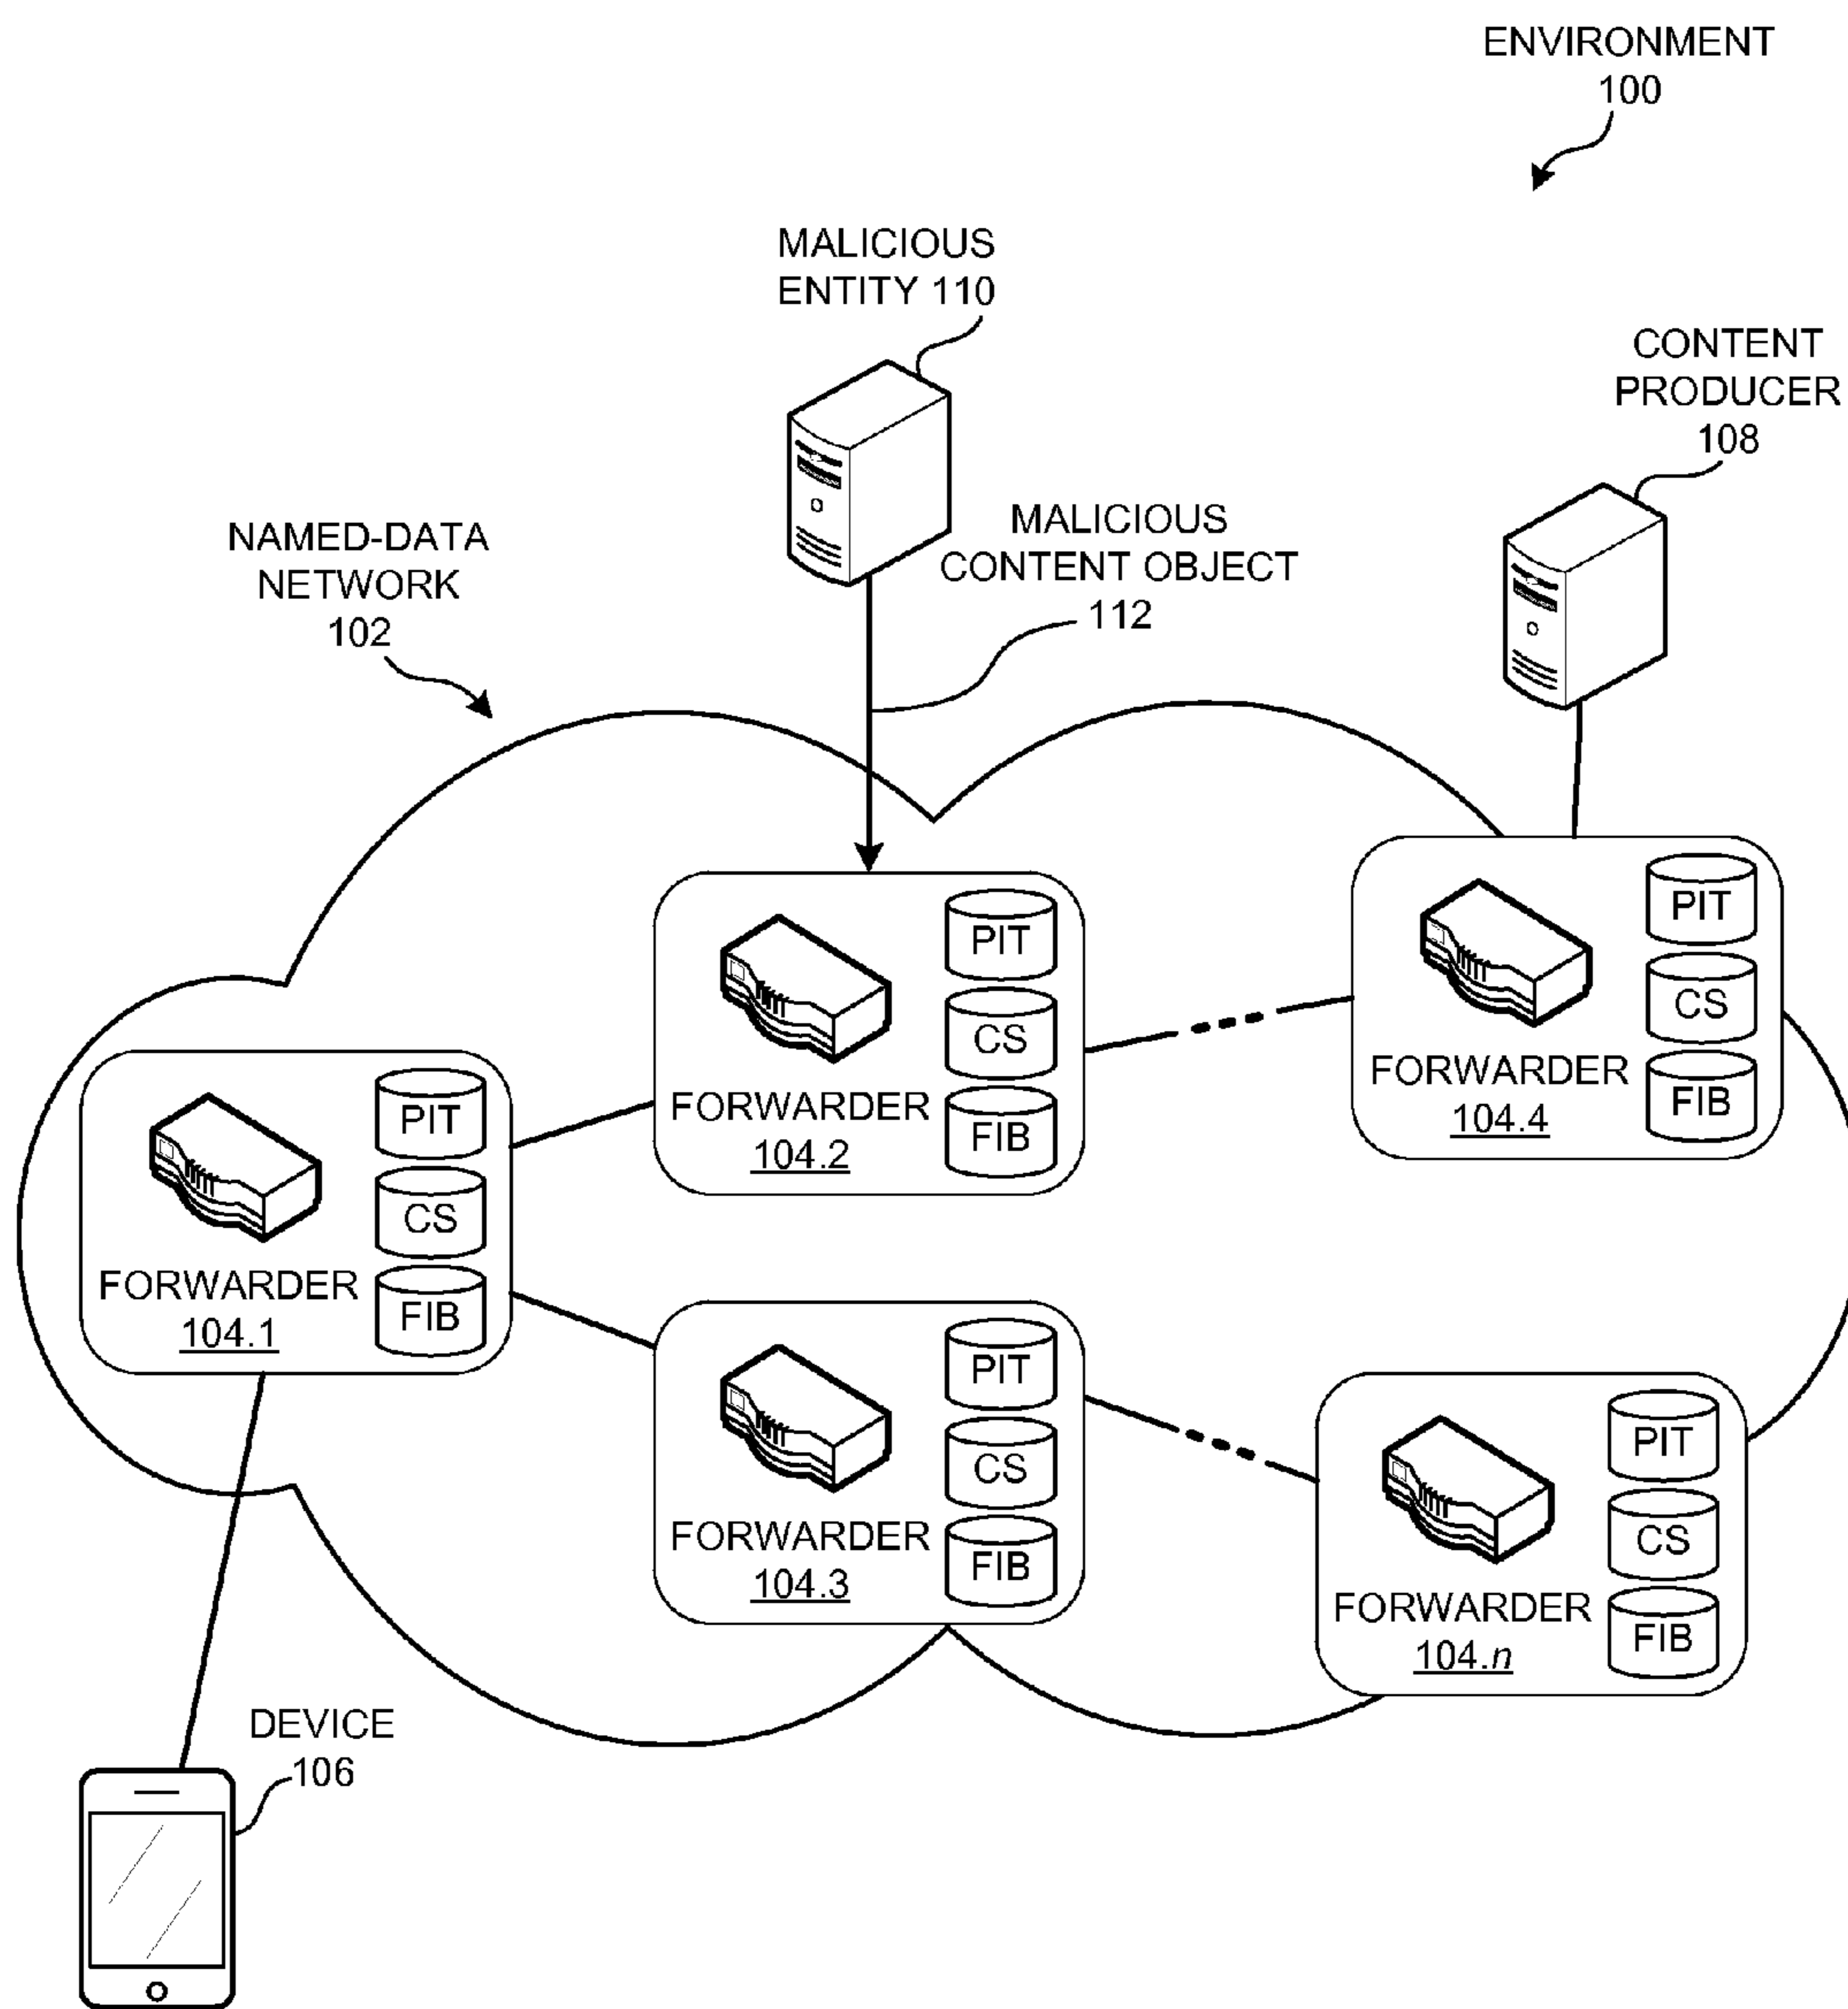 ENVIRONMENT
100
MALICIOUS
ENTITY 110
CONTENT
PRODUCER
108
NAMED-DATA
NETWORK
102
MALICIOUS
CONTENT OBJECT
112
PIT
CS
FIB
FORWARDER
104.4
PIT
CS
FIB
FORWARDER
104.2
PIT
CS
FIB
FORWARDER
104.1
PIT
CS
FIB
FORWARDER
104.3
PIT
CS
FIB
FORWARDER
104.n
DEVICE
106